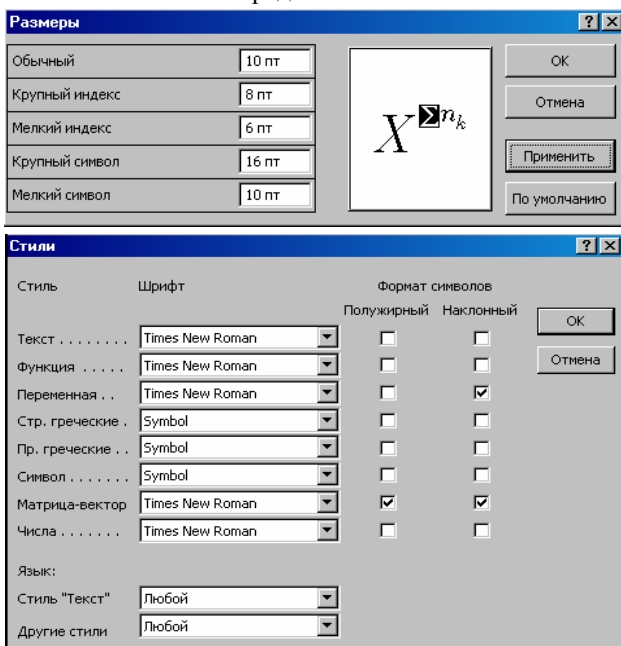 Размеры
Обычный 10 пт
Крупный индекс 8 пт
Мелкий индекс 6 пт
Крупный символ 16 пт
Мелкий символ 10 пт
X Σ n k
ОК
Отмена
Применить
По умолчанию
Стили
Стиль Шрифт Формат символов
Полужирный Наклонный
Текст . . . . . . . . Times New Roman
Функция . . . . . Times New Roman
Переменная . . Times New Roman
Стр. греческие . Symbol
Пр. греческие . . Symbol
Символ . . . . . . . Symbol
Матрица-вектор Times New Roman
Числа . . . . . . . Times New Roman
ОК
Отмена
Язык:
Стиль "Текст" Любой
Другие стили Любой